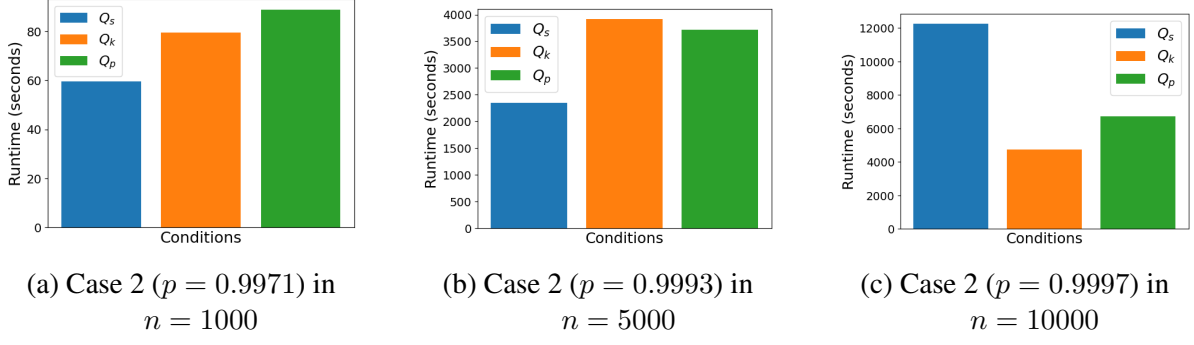 80
60
40
20
0
Runtime (seconds)
Q_s
Q_k
Q_p
Conditions
4000
3500
3000
2500
2000
1500
1000
500
0
Runtime (seconds)
Q_s
Q_k
Q_p
Conditions
12000
10000
8000
6000
4000
2000
0
Runtime (seconds)
Q_s
Q_k
Q_p
Conditions
(a) Case 2 (p = 0.9971) in
n = 1000
(b) Case 2 (p = 0.9993) in
n = 5000
(c) Case 2 (p = 0.9997) in
n = 10000